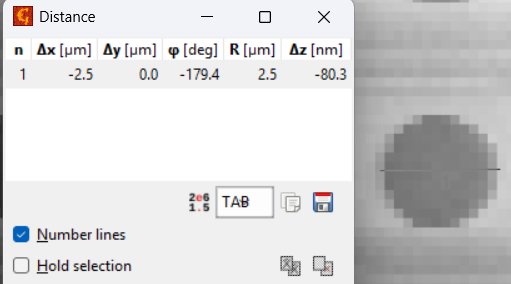 Distance
n Δx [µm] Δy [µm] φ [deg] R [µm] Δz [nm]
1 -2.5 0.0 -179.4 2.5 -80.3
2e6
1.5
TAB
Number lines
Hold selection